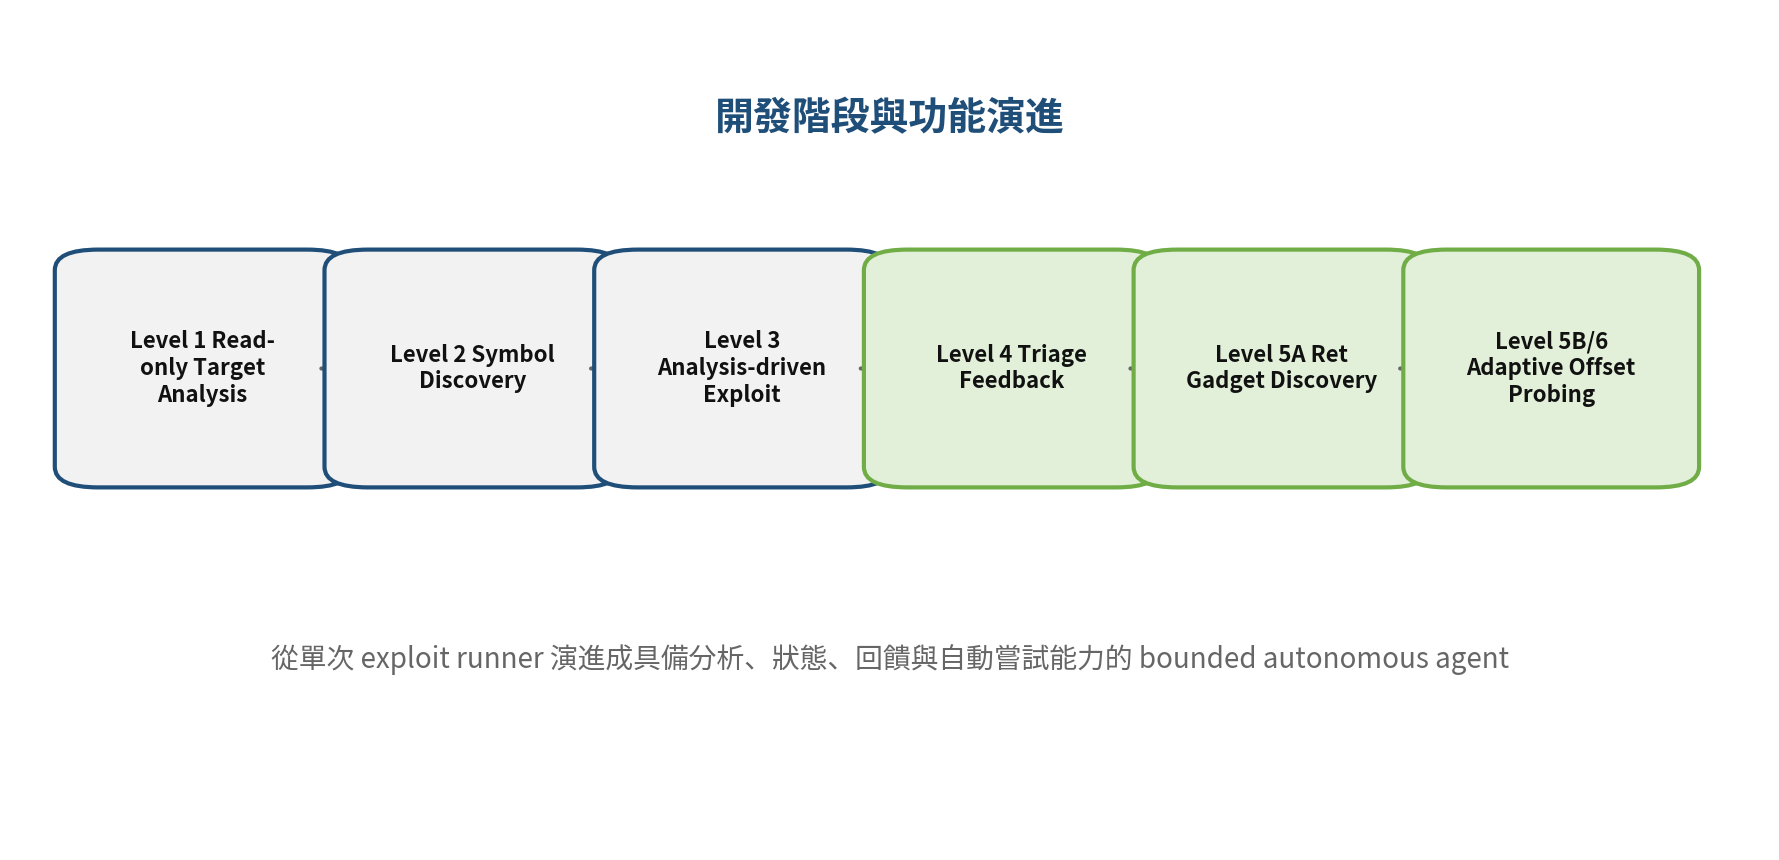 開發階段與功能演進
Level 1 Read-
only Target
Analysis
Level 2 Symbol
Discovery
Level 3
Analysis-driven
Exploit
Level 4 Triage
Feedback
Level 5A Ret
Gadget Discovery
Level 5B/6
Adaptive Offset
Probing
從單次 exploit runner 演進成具備分析、狀態、回饋與自動嘗試能力的 bounded autonomous agent